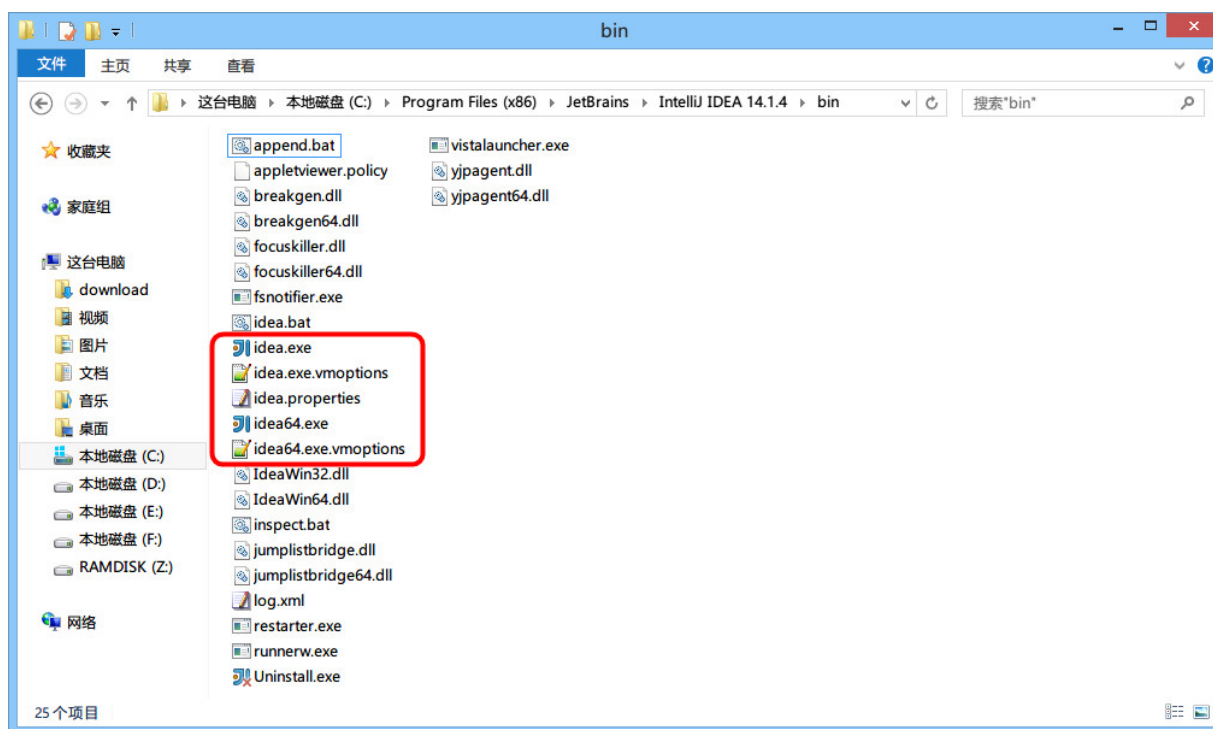 bin
文件 主页 共享 查看
这台电脑 本地磁盘 (C:) Program Files (x86) JetBrains IntelliJ IDEA 14.1.4 bin 搜索"bin"
收藏夹
家庭组
这台电脑
download
视频
图片
文档
音乐
桌面
本地磁盘 (C:)
本地磁盘 (D:)
本地磁盘 (E:)
本地磁盘 (F:)
RAMDISK (Z:)
网络
append.bat
appletviewer.policy
breakgen.dll
breakgen64.dll
focuskiller.dll
focuskiller64.dll
fsnotifier.exe
idea.bat
idea.exe
idea.exe.vmoptions
idea.properties
idea64.exe
idea64.exe.vmoptions
IdeaWin32.dll
IdeaWin64.dll
inspect.bat
jumplistbridge.dll
jumplistbridge64.dll
log.xml
restarter.exe
runnerw.exe
Uninstall.exe
vistalauncher.exe
yjpagent.dll
yjpagent64.dll
25 个项目